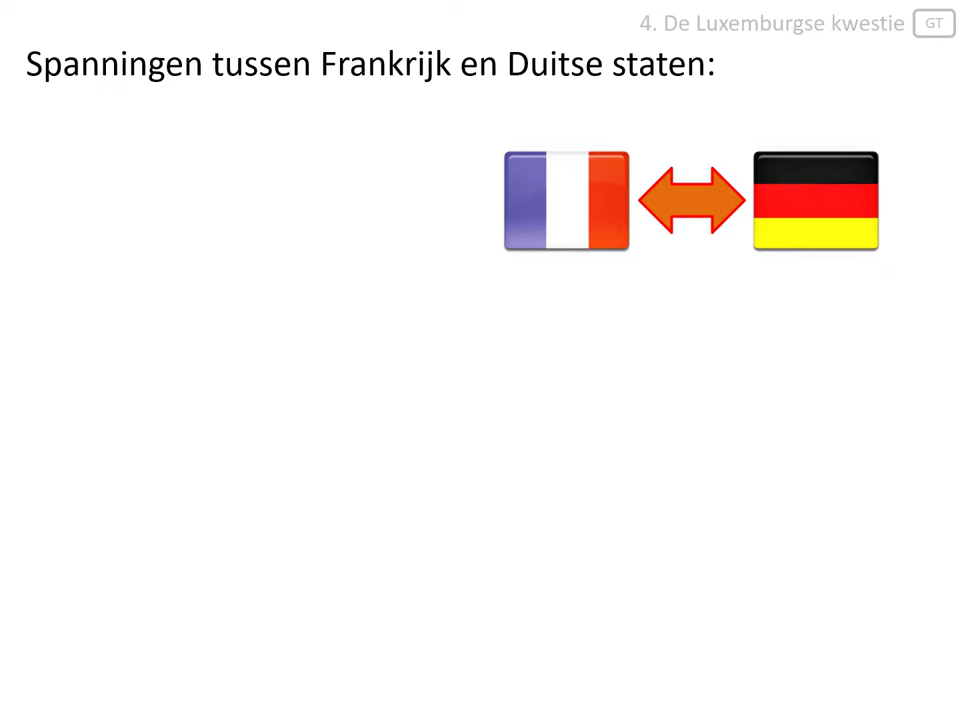 4. De Luxemburgse kwestie GT
Spanningen tussen Frankrijk en Duitse staten: